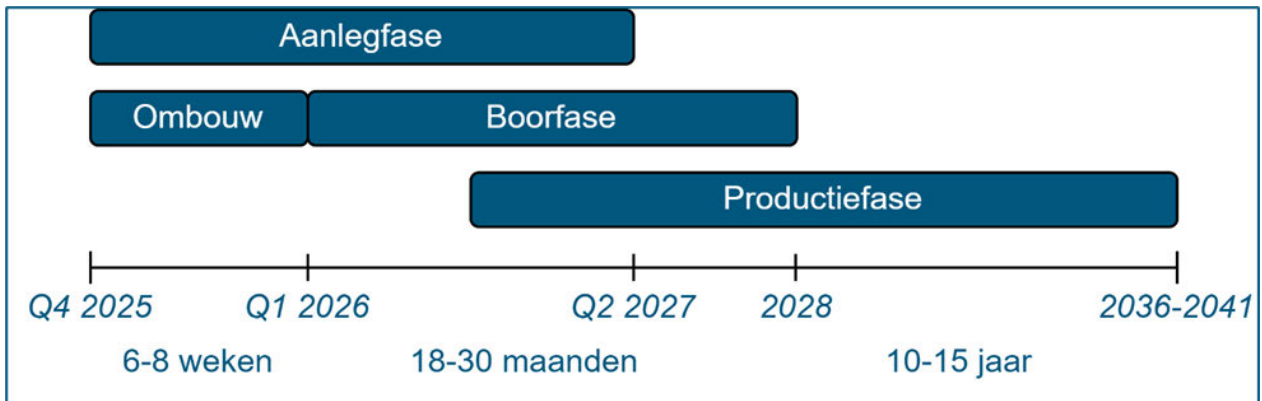 Aanlegfase
Ombouw Boorfase
Productiefase
Q4 2025 Q1 2026 Q2 2027 2028 2036-2041
6-8 weken 18-30 maanden 10-15 jaar